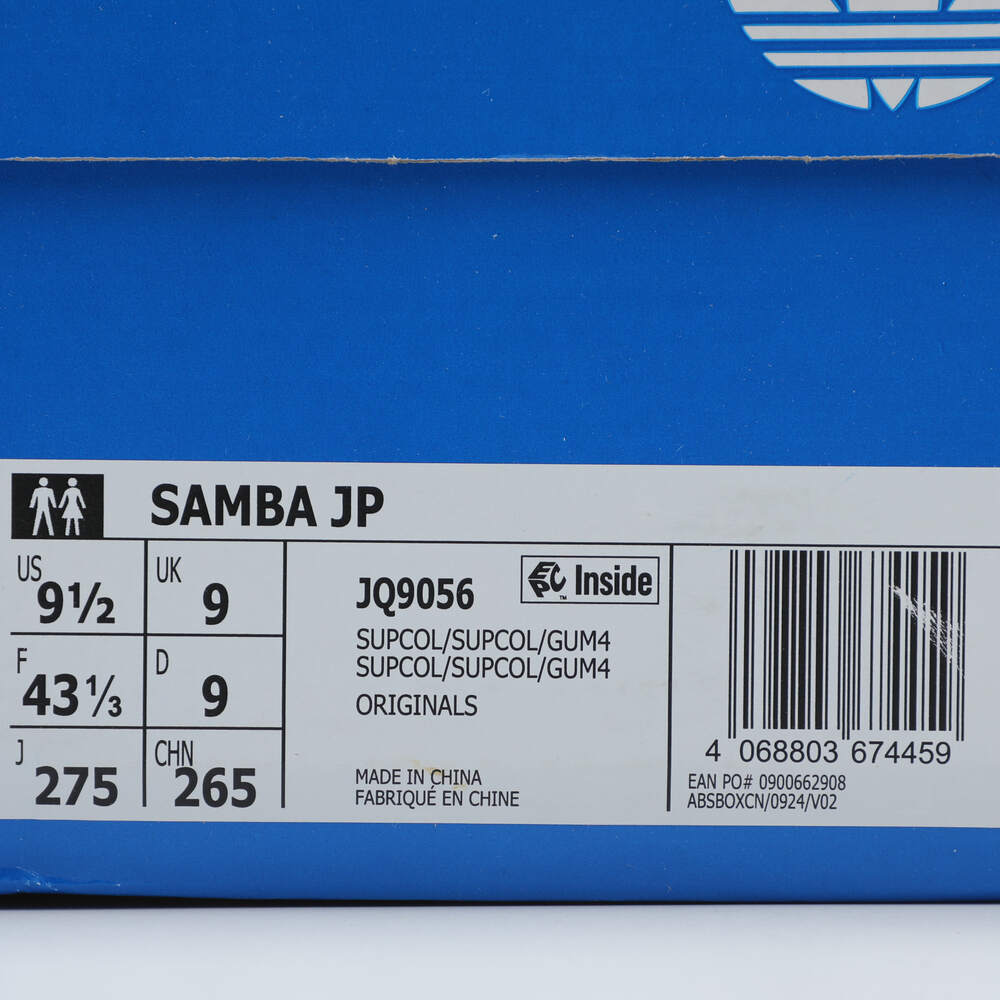 SAMBA JP
US 9½
UK 9
F 43⅓
D 9
J 275
CHN 265
JQ9056
EPC™ Inside
SUPCOL/SUPCOL/GUM4
SUPCOL/SUPCOL/GUM4
ORIGINALS
MADE IN CHINA
FABRIQUÉ EN CHINE
4 068803 674459
EAN PO# 0900662908
ABSBOXCN/0924/V02